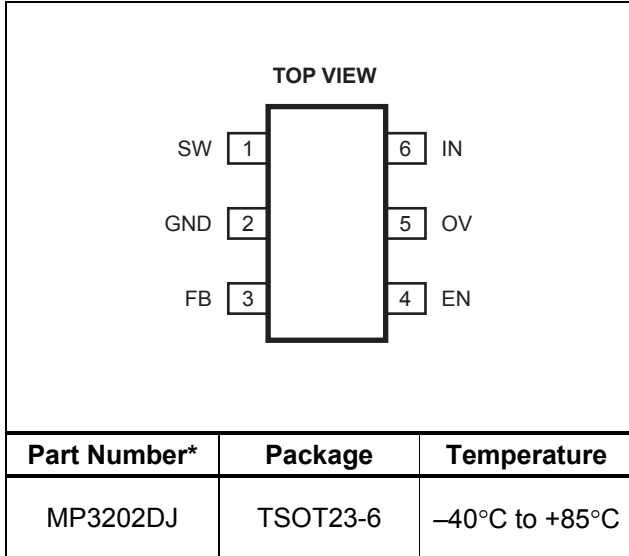 TOP VIEW
SW 1 6 IN
GND 2 5 OV
FB 3 4 EN
Part Number* Package Temperature
MP3202DJ TSOT23-6 –40°C to +85°C